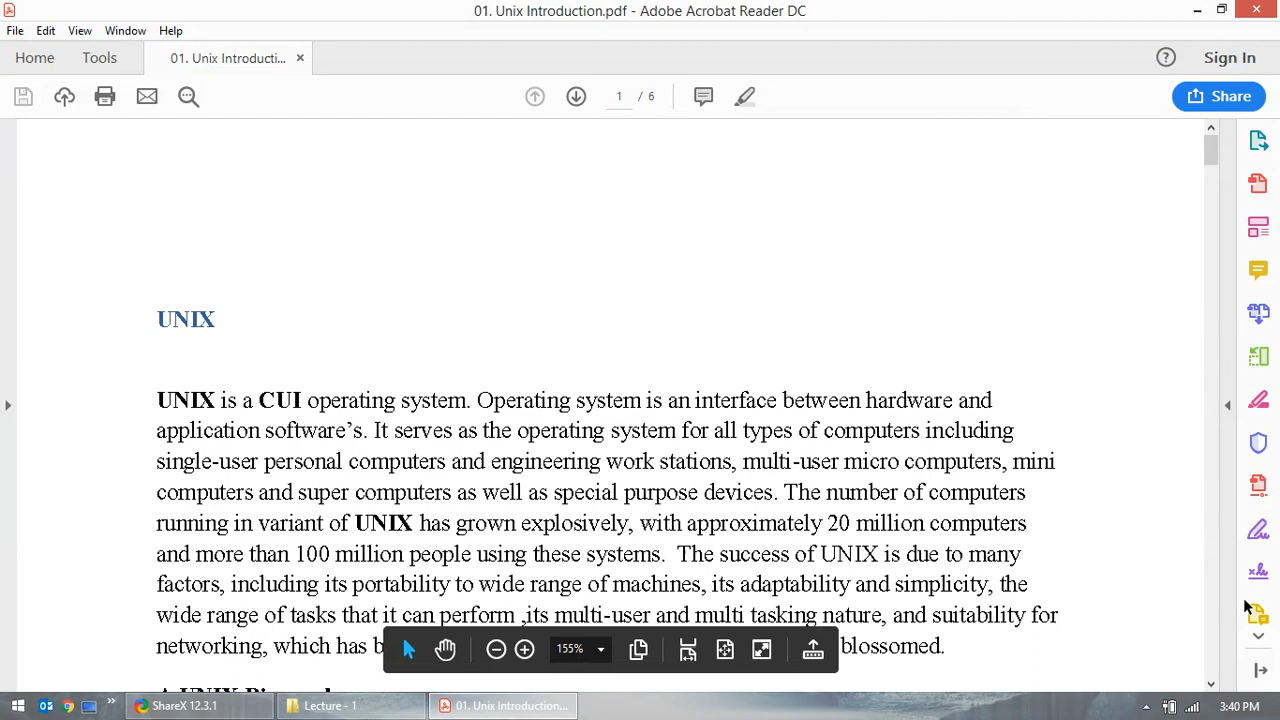 01. Unix Introduction.pdf - Adobe Acrobat Reader DC
File Edit View Window Help
Home Tools 01. Unix Introducti... × Sign In
1 / 6 Share
UNIX
UNIX is a CUI operating system. Operating system is an interface between hardware and
application software’s. It serves as the operating system for all types of computers including
single-user personal computers and engineering work stations, multi-user micro computers, mini
computers and super computers as well as special purpose devices. The number of computers
running in variant of UNIX has grown explosively, with approximately 20 million computers
and more than 100 million people using these systems. The success of UNIX is due to many
factors, including its portability to wide range of machines, its adaptability and simplicity, the
wide range of tasks that it can perform ,its multi-user and multi tasking nature, and suitability for
networking, which has blossomed.
155%
A UNIX
ShareX 12.3.1 Lecture - 1 01. Unix Introduction... 3:40 PM